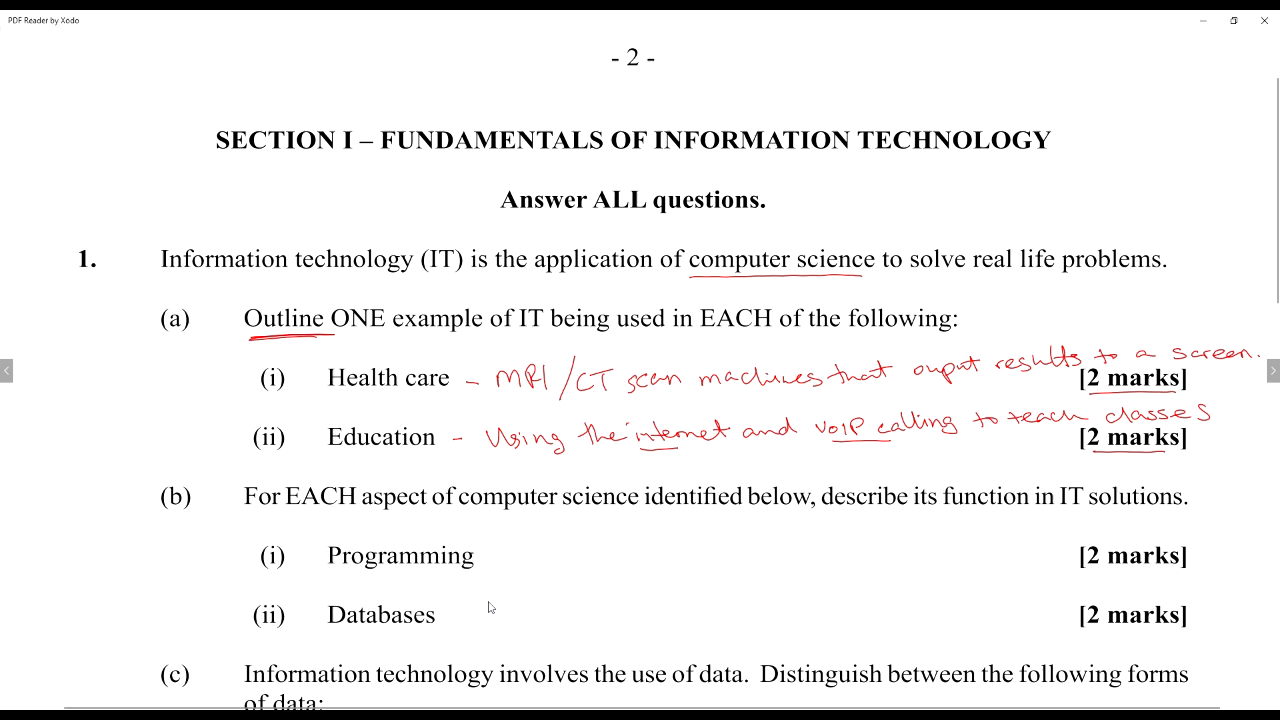 PDF Reader by Xodo
- 2 -
SECTION I – FUNDAMENTALS OF INFORMATION TECHNOLOGY
Answer ALL questions.
1. Information technology (IT) is the application of computer science to solve real life problems.
(a) Outline ONE example of IT being used in EACH of the following:
(i) Health care - MRI/CT scan machines that ouput results to a screen. [2 marks]
(ii) Education - Using the internet and VOIP calling to teach classes [2 marks]
(b) For EACH aspect of computer science identified below, describe its function in IT solutions.
(i) Programming [2 marks]
(ii) Databases [2 marks]
(c) Information technology involves the use of data. Distinguish between the following forms
of data: